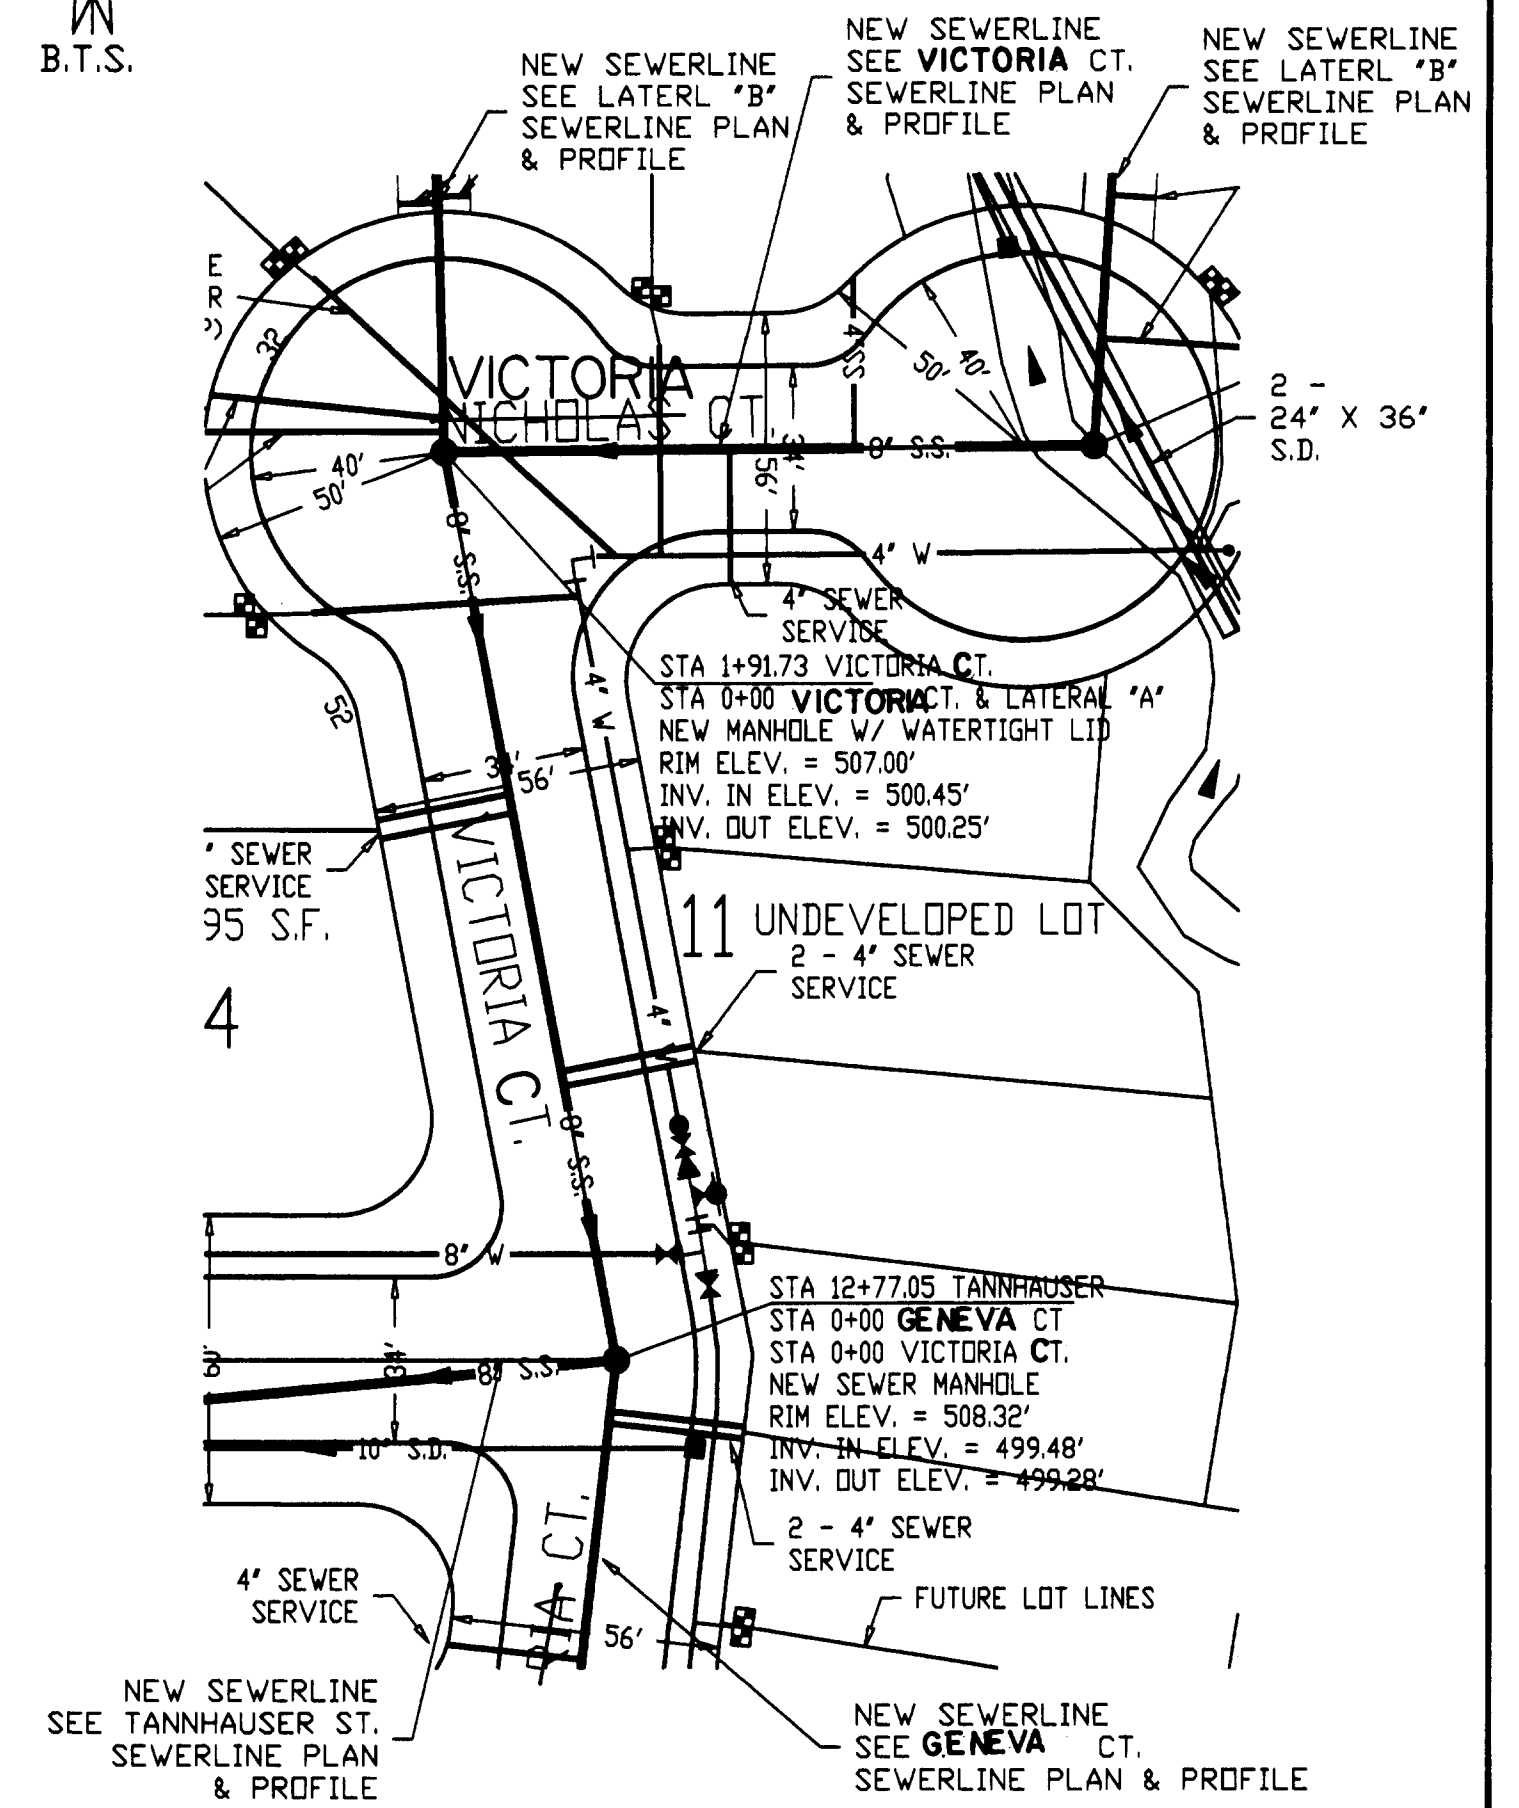 B.T.S.
NEW SEWERLINE
SEE LATERL "B"
SEWERLINE PLAN
& PROFILE
NEW SEWERLINE
SEE VICTORIA CT.
SEWERLINE PLAN
& PROFILE
NEW SEWERLINE
SEE LATERL "B"
SEWERLINE PLAN
& PROFILE
E
R
32
VICTORIA
NICHOLAS CT.
4" SS
50'
40'
34'
56'
8" S.S.
2 -
24" X 36"
S.D.
40'
50'
8" S.S.
4" W
4" SEWER
SERVICE
STA 1+91.73 VICTORIA CT.
STA 0+00 VICTORIA CT. & LATERAL "A"
NEW MANHOLE W/ WATERTIGHT LID
RIM ELEV. = 507.00'
INV. IN ELEV. = 500.45'
INV. OUT ELEV. = 500.25'
4" W
52
34'
56'
" SEWER
SERVICE
95 S.F.
VICTORIA CT.
11 UNDEVELOPED LOT
2 - 4" SEWER
SERVICE
4
4"
8" S.S.
8" W
STA 12+77.05 TANNHAUSER
STA 0+00 GENEVA CT
STA 0+00 VICTORIA CT.
NEW SEWER MANHOLE
RIM ELEV. = 508.32'
INV. IN ELEV. = 499.48'
INV. OUT ELEV. = 499.28'
60'
34'
8" S.S.
10" S.D.
2 - 4" SEWER
SERVICE
4" SEWER
SERVICE
RIA CT.
56'
FUTURE LOT LINES
NEW SEWERLINE
SEE TANNHAUSER ST.
SEWERLINE PLAN
& PROFILE
NEW SEWERLINE
SEE GENEVA CT.
SEWERLINE PLAN & PROFILE